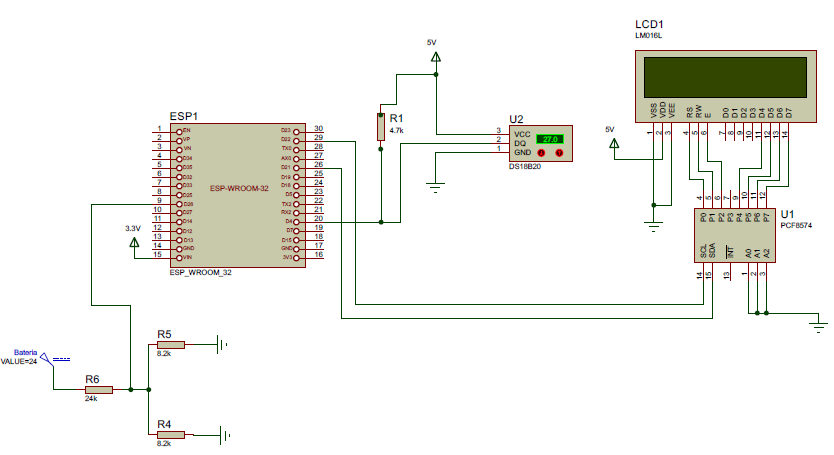 LCD1
LM016L
VSS VDD VEE RS RW E D0 D1 D2 D3 D4 D5 D6 D7
1 2 3 4 5 6 7 8 9 10 11 12 13 14
5V
5V
R1
4.7k
U2
3 VCC
2 DQ
1 GND
27.0
DS18B20
ESP1
1 EN D23 30
2 VP D22 29
3 VN TX0 28
4 D34 27
5 D35 D21 26
6 D32 D19 25
7 D33 D18 24
8 D25 D5 23
9 D26 TX2 22
10 D27 RX2 21
11 D14 D4 20
12 D12 19
13 D13 D15 18
14 GND GND 17
15 VIN 3V3 16
ESP-WROOM-32
ESP_WROOM_32
3.3V
4 5 6 7 9 10 11 12
P0 P1 P2 P3 P4 P5 P6 P7
U1
PCF8574
SCL SDA INT A0 A1 A2
14 15 13 1 2 3
R5
8.2k
Bateria
VALUE=24
R6
24k
R4
8.2k